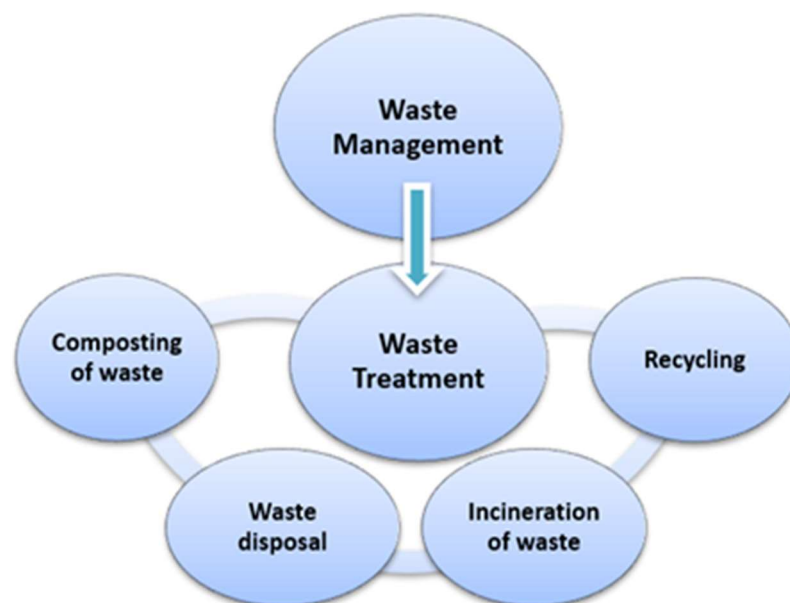 Waste
Management
Waste
Treatment
Composting
of waste
Recycling
Waste
disposal
Incineration
of waste